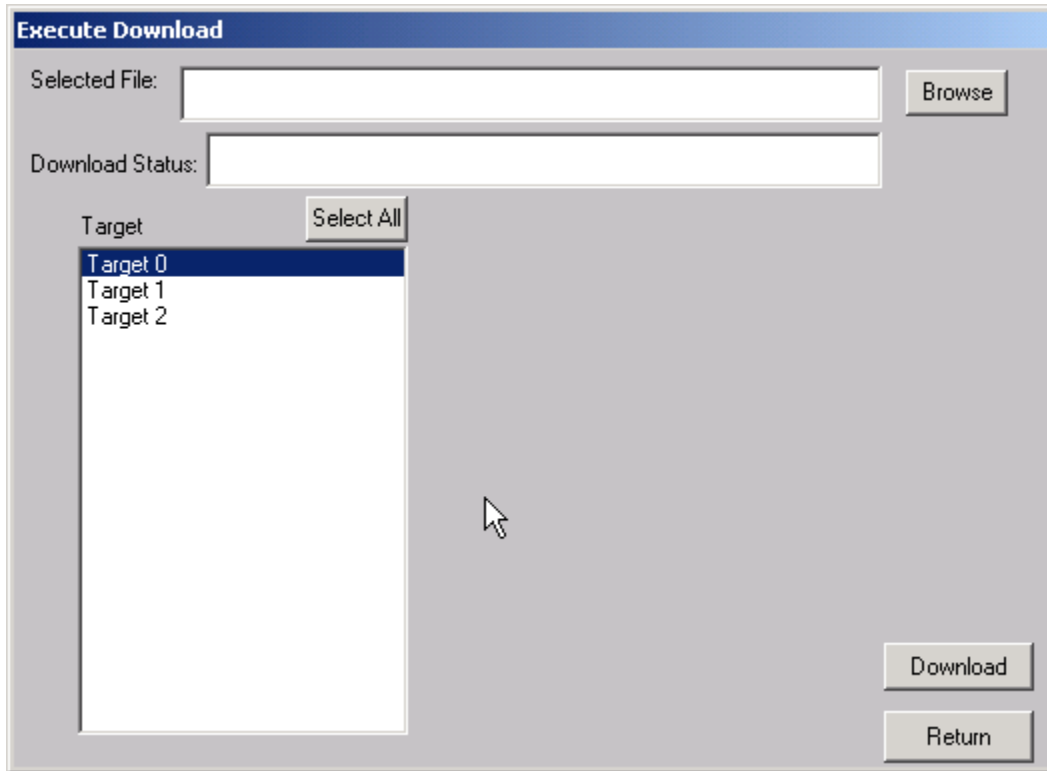 Execute Download
Selected File:
Browse
Download Status:
Target
Select All
Target 0
Target 1
Target 2
Download
Return